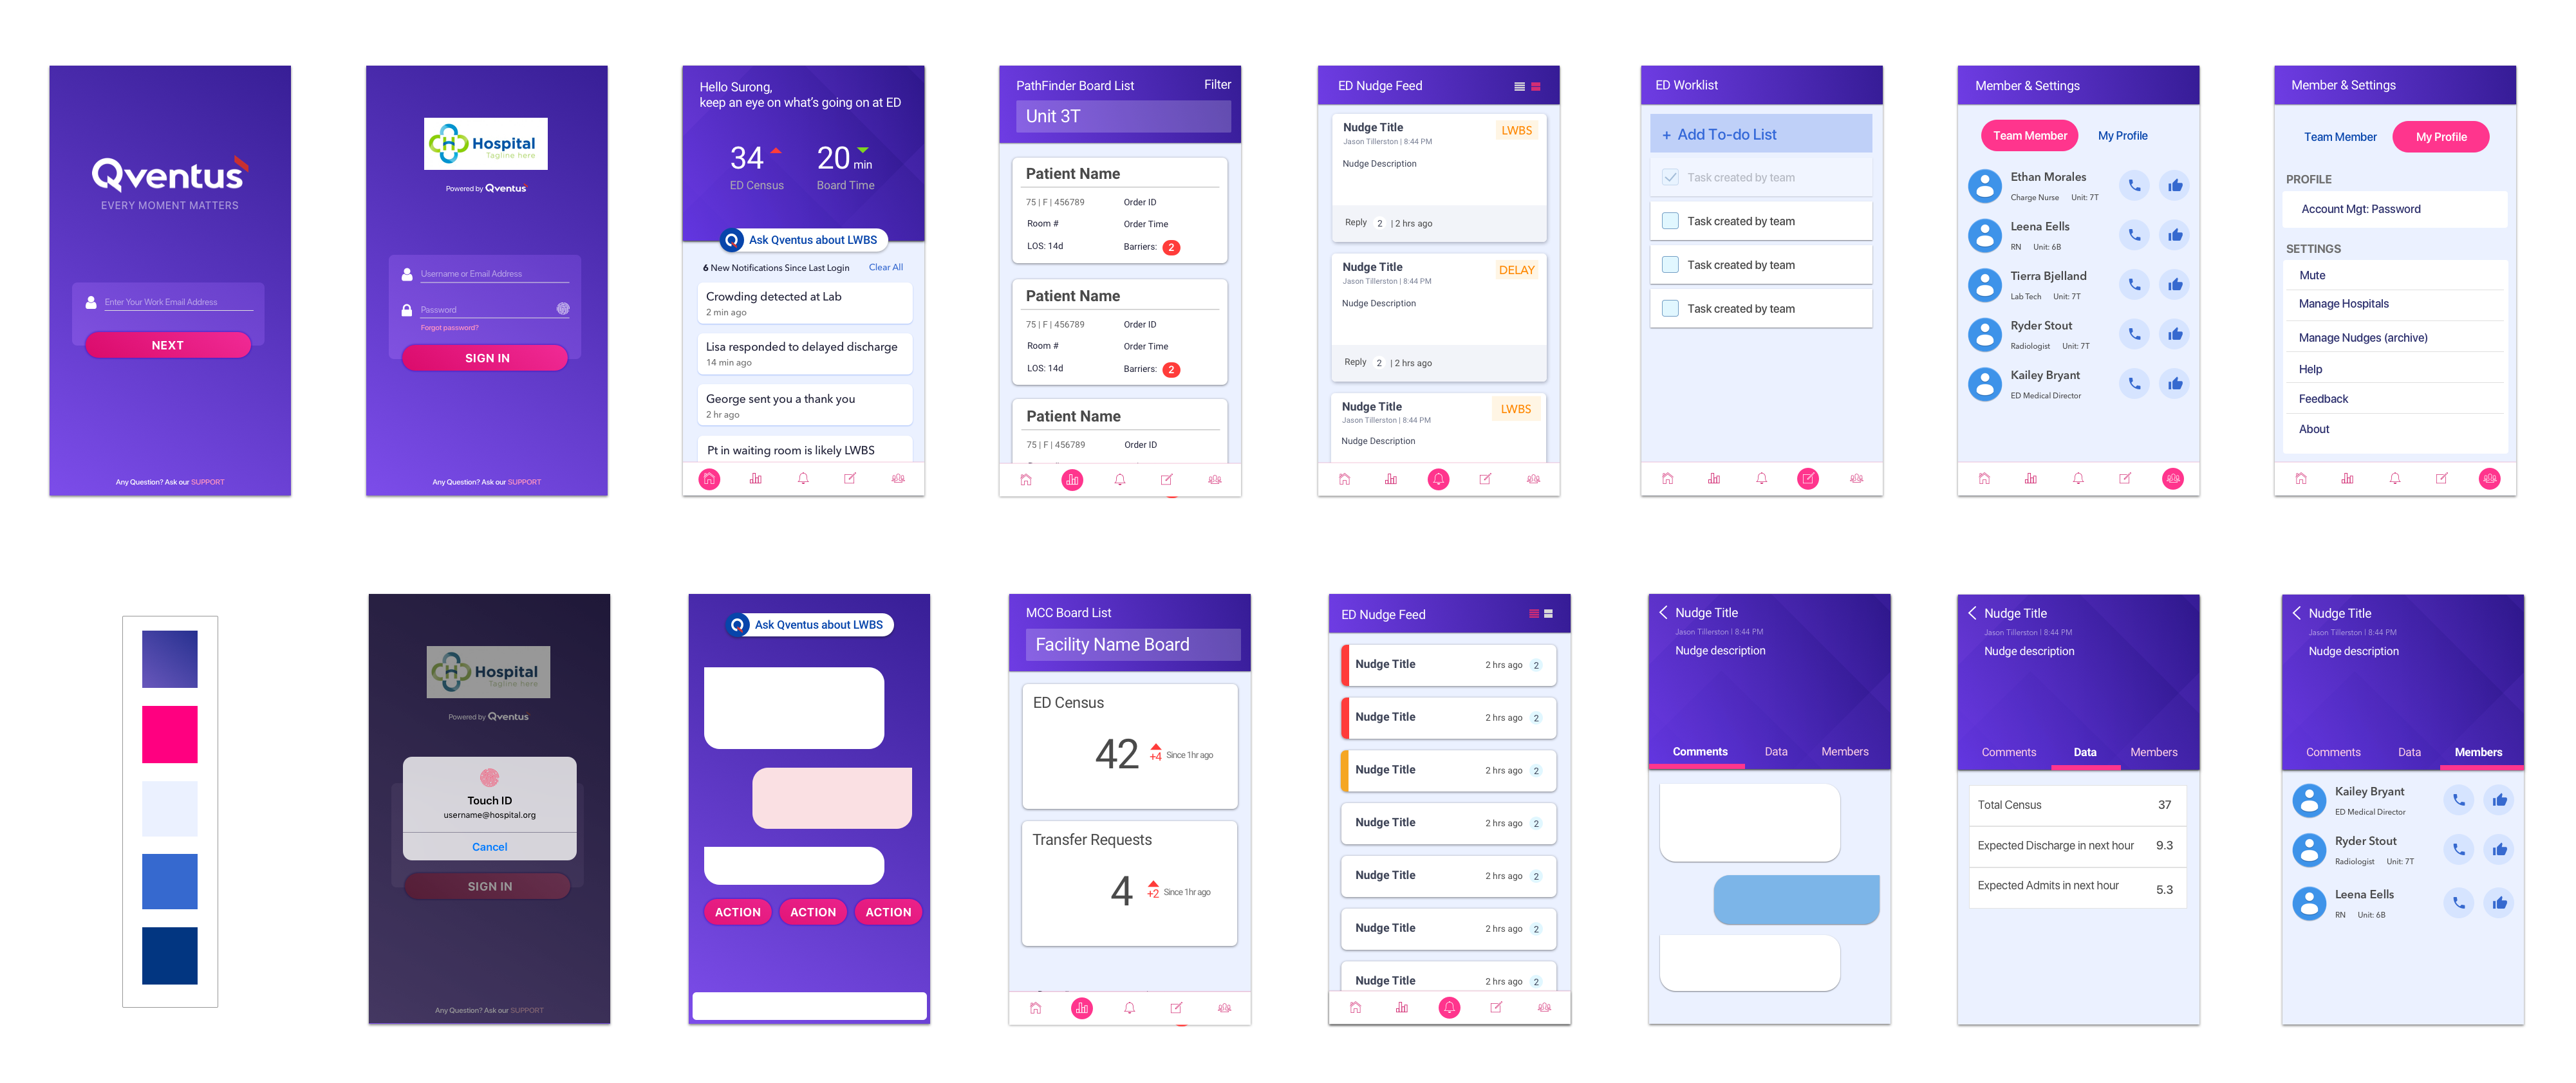 Qventus
EVERY MOMENT MATTERS
Enter Your Work Email Address
NEXT
Any Question? Ask our SUPPORT
H Hospital
Tagline here
Powered by Qventus
Username or Email Address
Password
Forgot password?
SIGN IN
Any Question? Ask our SUPPORT
Hello Surong,
keep an eye on what's going on at ED
34
ED Census
20 min
Board Time
Ask Qventus about LWBS
6 New Notifications Since Last Login
Clear All
Crowding detected at Lab
2 min ago
Lisa responded to delayed discharge
14 min ago
George sent you a thank you
2 hr ago
Pt in waiting room is likely LWBS
PathFinder Board List
Filter
Unit 3T
Patient Name
75 | F | 456789
Order ID
Room #
Order Time
LOS: 14d
Barriers: 2
Patient Name
75 | F | 456789
Order ID
Room #
Order Time
LOS: 14d
Barriers: 2
Patient Name
75 | F | 456789
Order ID
ED Nudge Feed
Nudge Title
LWBS
Jason Tillerston | 8:44 PM
Nudge Description
Reply 2 | 2 hrs ago
Nudge Title
DELAY
Jason Tillerston | 8:44 PM
Nudge Description
Reply 2 | 2 hrs ago
Nudge Title
LWBS
Jason Tillerston | 8:44 PM
Nudge Description
ED Worklist
+ Add To-do List
Task created by team
Task created by team
Task created by team
Task created by team
Member & Settings
Team Member
My Profile
Ethan Morales
Charge Nurse Unit: 7T
Leena Eells
RN Unit: 6B
Tierra Bjelland
Lab Tech Unit: 7T
Ryder Stout
Radiologist Unit: 7T
Kailey Bryant
ED Medical Director
Member & Settings
Team Member
My Profile
PROFILE
Account Mgt: Password
SETTINGS
Mute
Manage Hospitals
Manage Nudges (archive)
Help
Feedback
About
H Hospital
Tagline here
Powered by Qventus
Touch ID
username@hospital.org
Cancel
SIGN IN
Any Question? Ask our SUPPORT
Ask Qventus about LWBS
ACTION
ACTION
ACTION
MCC Board List
Facility Name Board
ED Census
42
+4
Since 1hr ago
Transfer Requests
4
+2
Since 1hr ago
ED Nudge Feed
Nudge Title 2 hrs ago 2
Nudge Title 2 hrs ago 2
Nudge Title 2 hrs ago 2
Nudge Title 2 hrs ago 2
Nudge Title 2 hrs ago 2
Nudge Title 2 hrs ago 2
Nudge Title 2 hrs ago 2
Nudge Title
Jason Tillerston | 8:44 PM
Nudge description
Comments Data Members
Nudge Title
Jason Tillerston | 8:44 PM
Nudge description
Comments Data Members
Total Census 37
Expected Discharge in next hour 9.3
Expected Admits in next hour 5.3
Nudge Title
Jason Tillerston | 8:44 PM
Nudge description
Comments Data Members
Kailey Bryant
ED Medical Director
Ryder Stout
Radiologist Unit: 7T
Leena Eells
RN Unit: 6B